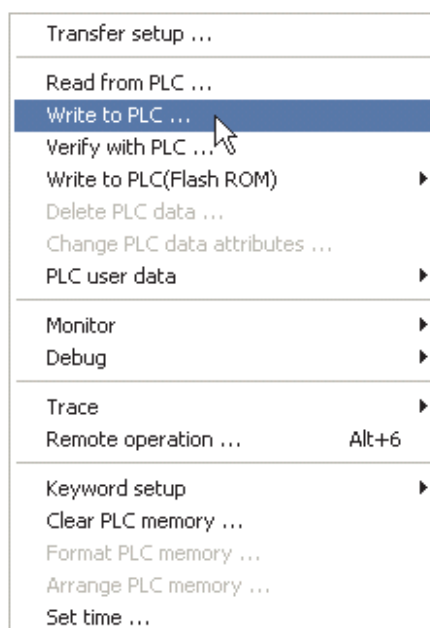 Transfer setup ...
Read from PLC ...
Write to PLC ...
Verify with PLC ...
Write to PLC(Flash ROM)
Delete PLC data ...
Change PLC data attributes ...
PLC user data
Monitor
Debug
Trace
Remote operation ... Alt+6
Keyword setup
Clear PLC memory ...
Format PLC memory ...
Arrange PLC memory ...
Set time ...